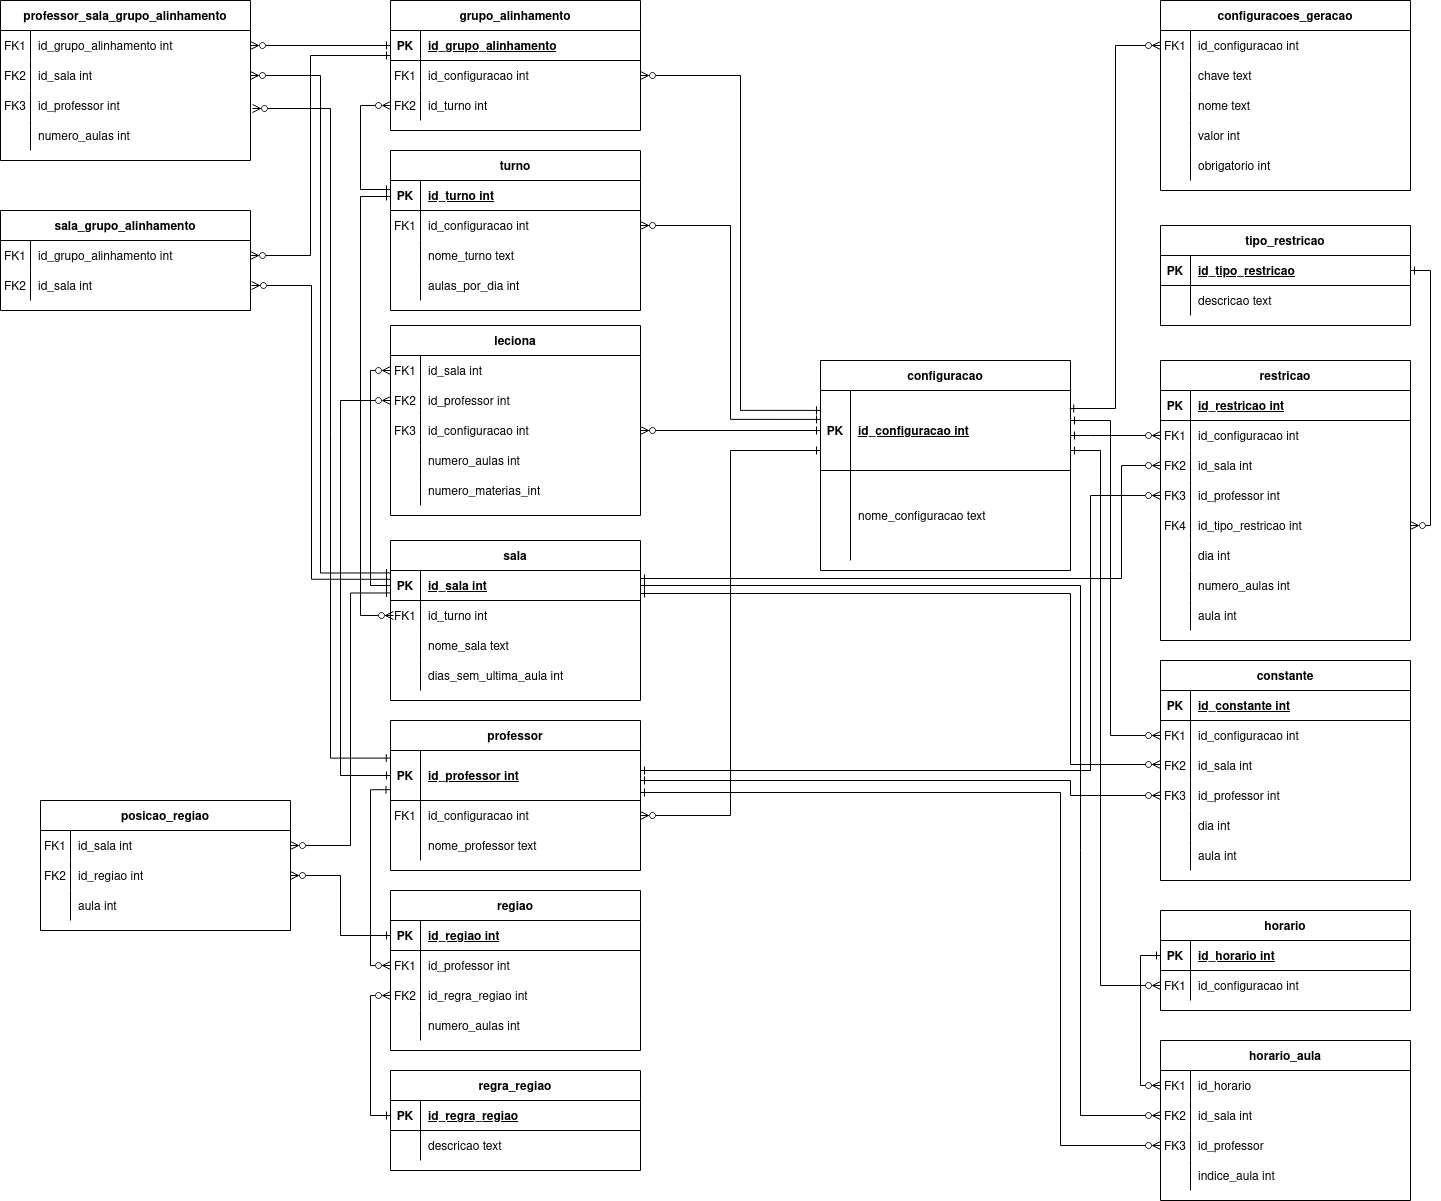 professor_sala_grupo_alinhamento
FK1 id_grupo_alinhamento int
FK2 id_sala int
FK3 id_professor int
numero_aulas int
sala_grupo_alinhamento
FK1 id_grupo_alinhamento int
FK2 id_sala int
posicao_regiao
FK1 id_sala int
FK2 id_regiao int
aula int
grupo_alinhamento
PK id_grupo_alinhamento
FK1 id_configuracao int
FK2 id_turno int
turno
PK id_turno int
FK1 id_configuracao int
nome_turno text
aulas_por_dia int
leciona
FK1 id_sala int
FK2 id_professor int
FK3 id_configuracao int
numero_aulas int
numero_materias_int
sala
PK id_sala int
FK1 id_turno int
nome_sala text
dias_sem_ultima_aula int
professor
PK id_professor int
FK1 id_configuracao int
nome_professor text
regiao
PK id_regiao int
FK1 id_professor int
FK2 id_regra_regiao int
numero_aulas int
regra_regiao
PK id_regra_regiao
descricao text
configuracao
PK id_configuracao int
nome_configuracao text
configuracoes_geracao
FK1 id_configuracao int
chave text
nome text
valor int
obrigatorio int
tipo_restricao
PK id_tipo_restricao
descricao text
restricao
PK id_restricao int
FK1 id_configuracao int
FK2 id_sala int
FK3 id_professor int
FK4 id_tipo_restricao int
dia int
numero_aulas int
aula int
constante
PK id_constante int
FK1 id_configuracao int
FK2 id_sala int
FK3 id_professor int
dia int
aula int
horario
PK id_horario int
FK1 id_configuracao int
horario_aula
FK1 id_horario
FK2 id_sala int
FK3 id_professor
indice_aula int